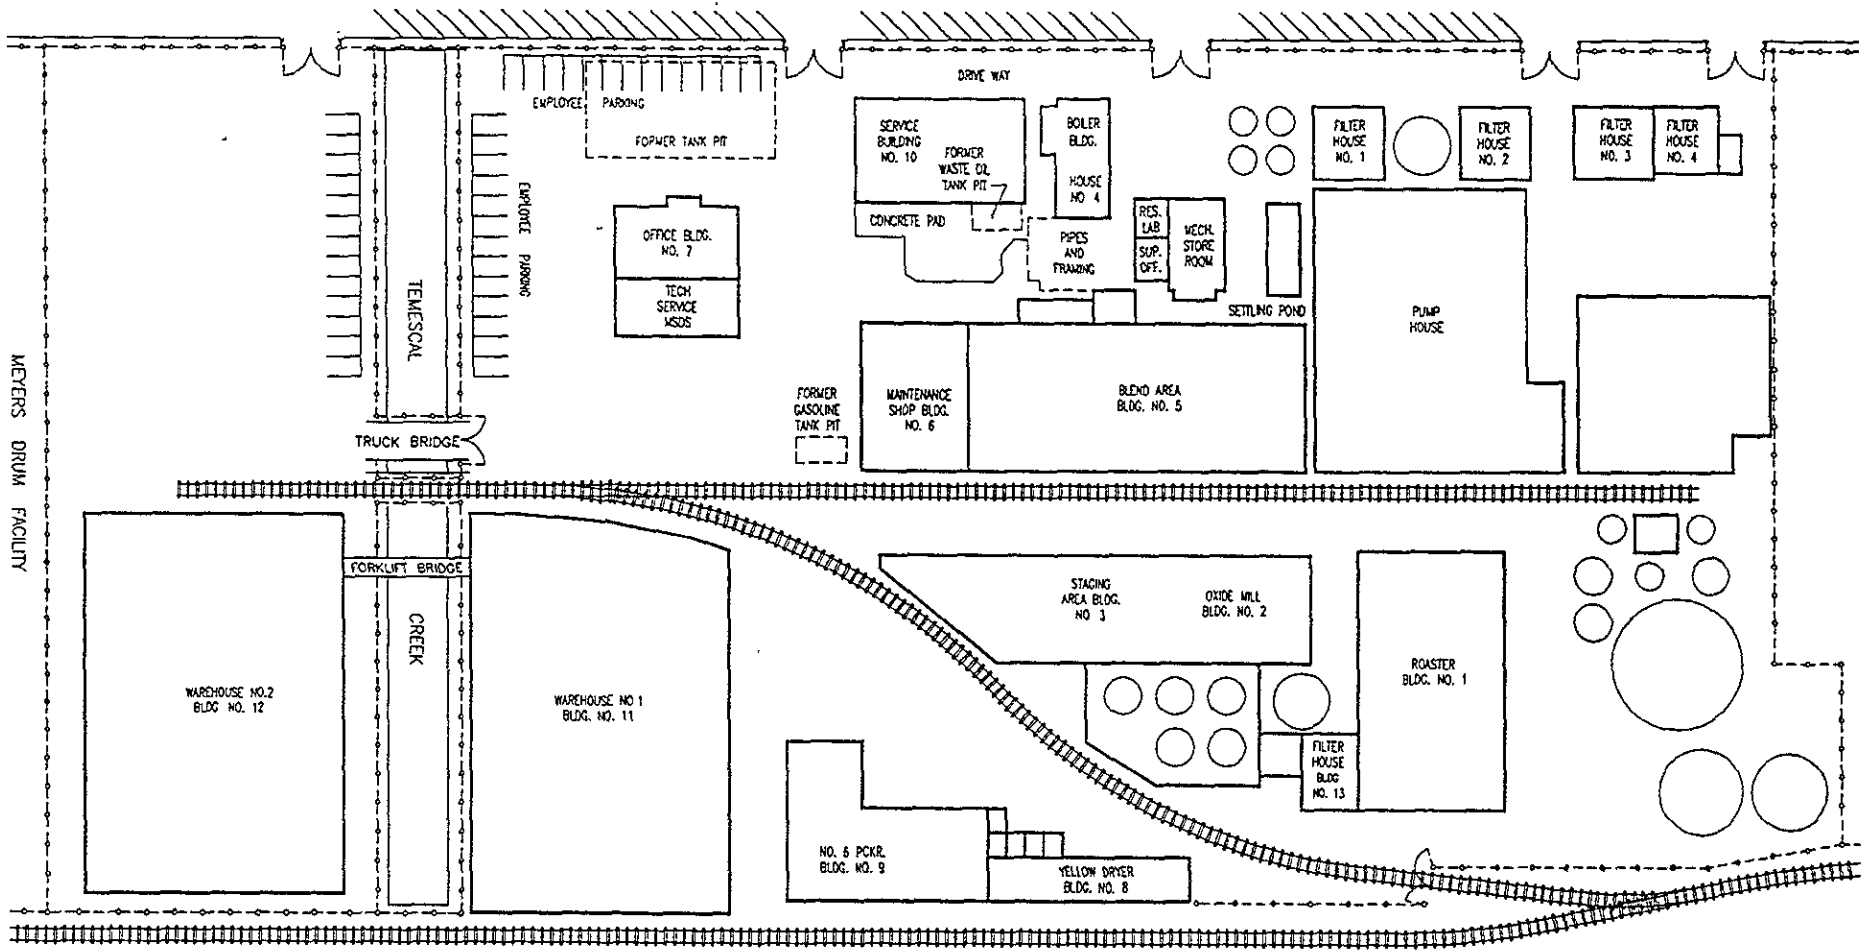 DRIVE WAY
EMPLOYEE PARKING
FORMER TANK PIT
SERVICE
BUILDING
NO. 10
FORMER
WASTE OIL
TANK PIT
BOILER
BLDG.
HOUSE
NO 4
FILTER
HOUSE
NO. 1
FILTER
HOUSE
NO. 2
FILTER
HOUSE
NO. 3
FILTER
HOUSE
NO. 4
EMPLOYEE PARKING
OFFICE BLDG.
NO. 7
TECH
SERVICE
MSDS
CONCRETE PAD
PIPES
AND
FRAMING
RES.
LAB
SUP.
OFF.
MECH.
STORE
ROOM
SETTLING POND
PUMP
HOUSE
TEMESCAL
MEYERS DRUM FACILITY
TRUCK BRIDGE
FORMER
GASOLINE
TANK PIT
MAINTENANCE
SHOP BLDG.
NO. 6
BLEND AREA
BLDG. NO. 5
FORKLIFT BRIDGE
CREEK
STAGING
AREA BLDG.
NO 3
OXIDE MILL
BLDG. NO. 2
ROASTER
BLDG. NO. 1
WAREHOUSE NO.2
BLDG NO. 12
WAREHOUSE NO 1
BLDG. NO. 11
FILTER
HOUSE
BLDG
NO. 13
NO. 6 PCKR.
BLDG. NO. 9
YELLOW DRYER
BLDG. NO. 8